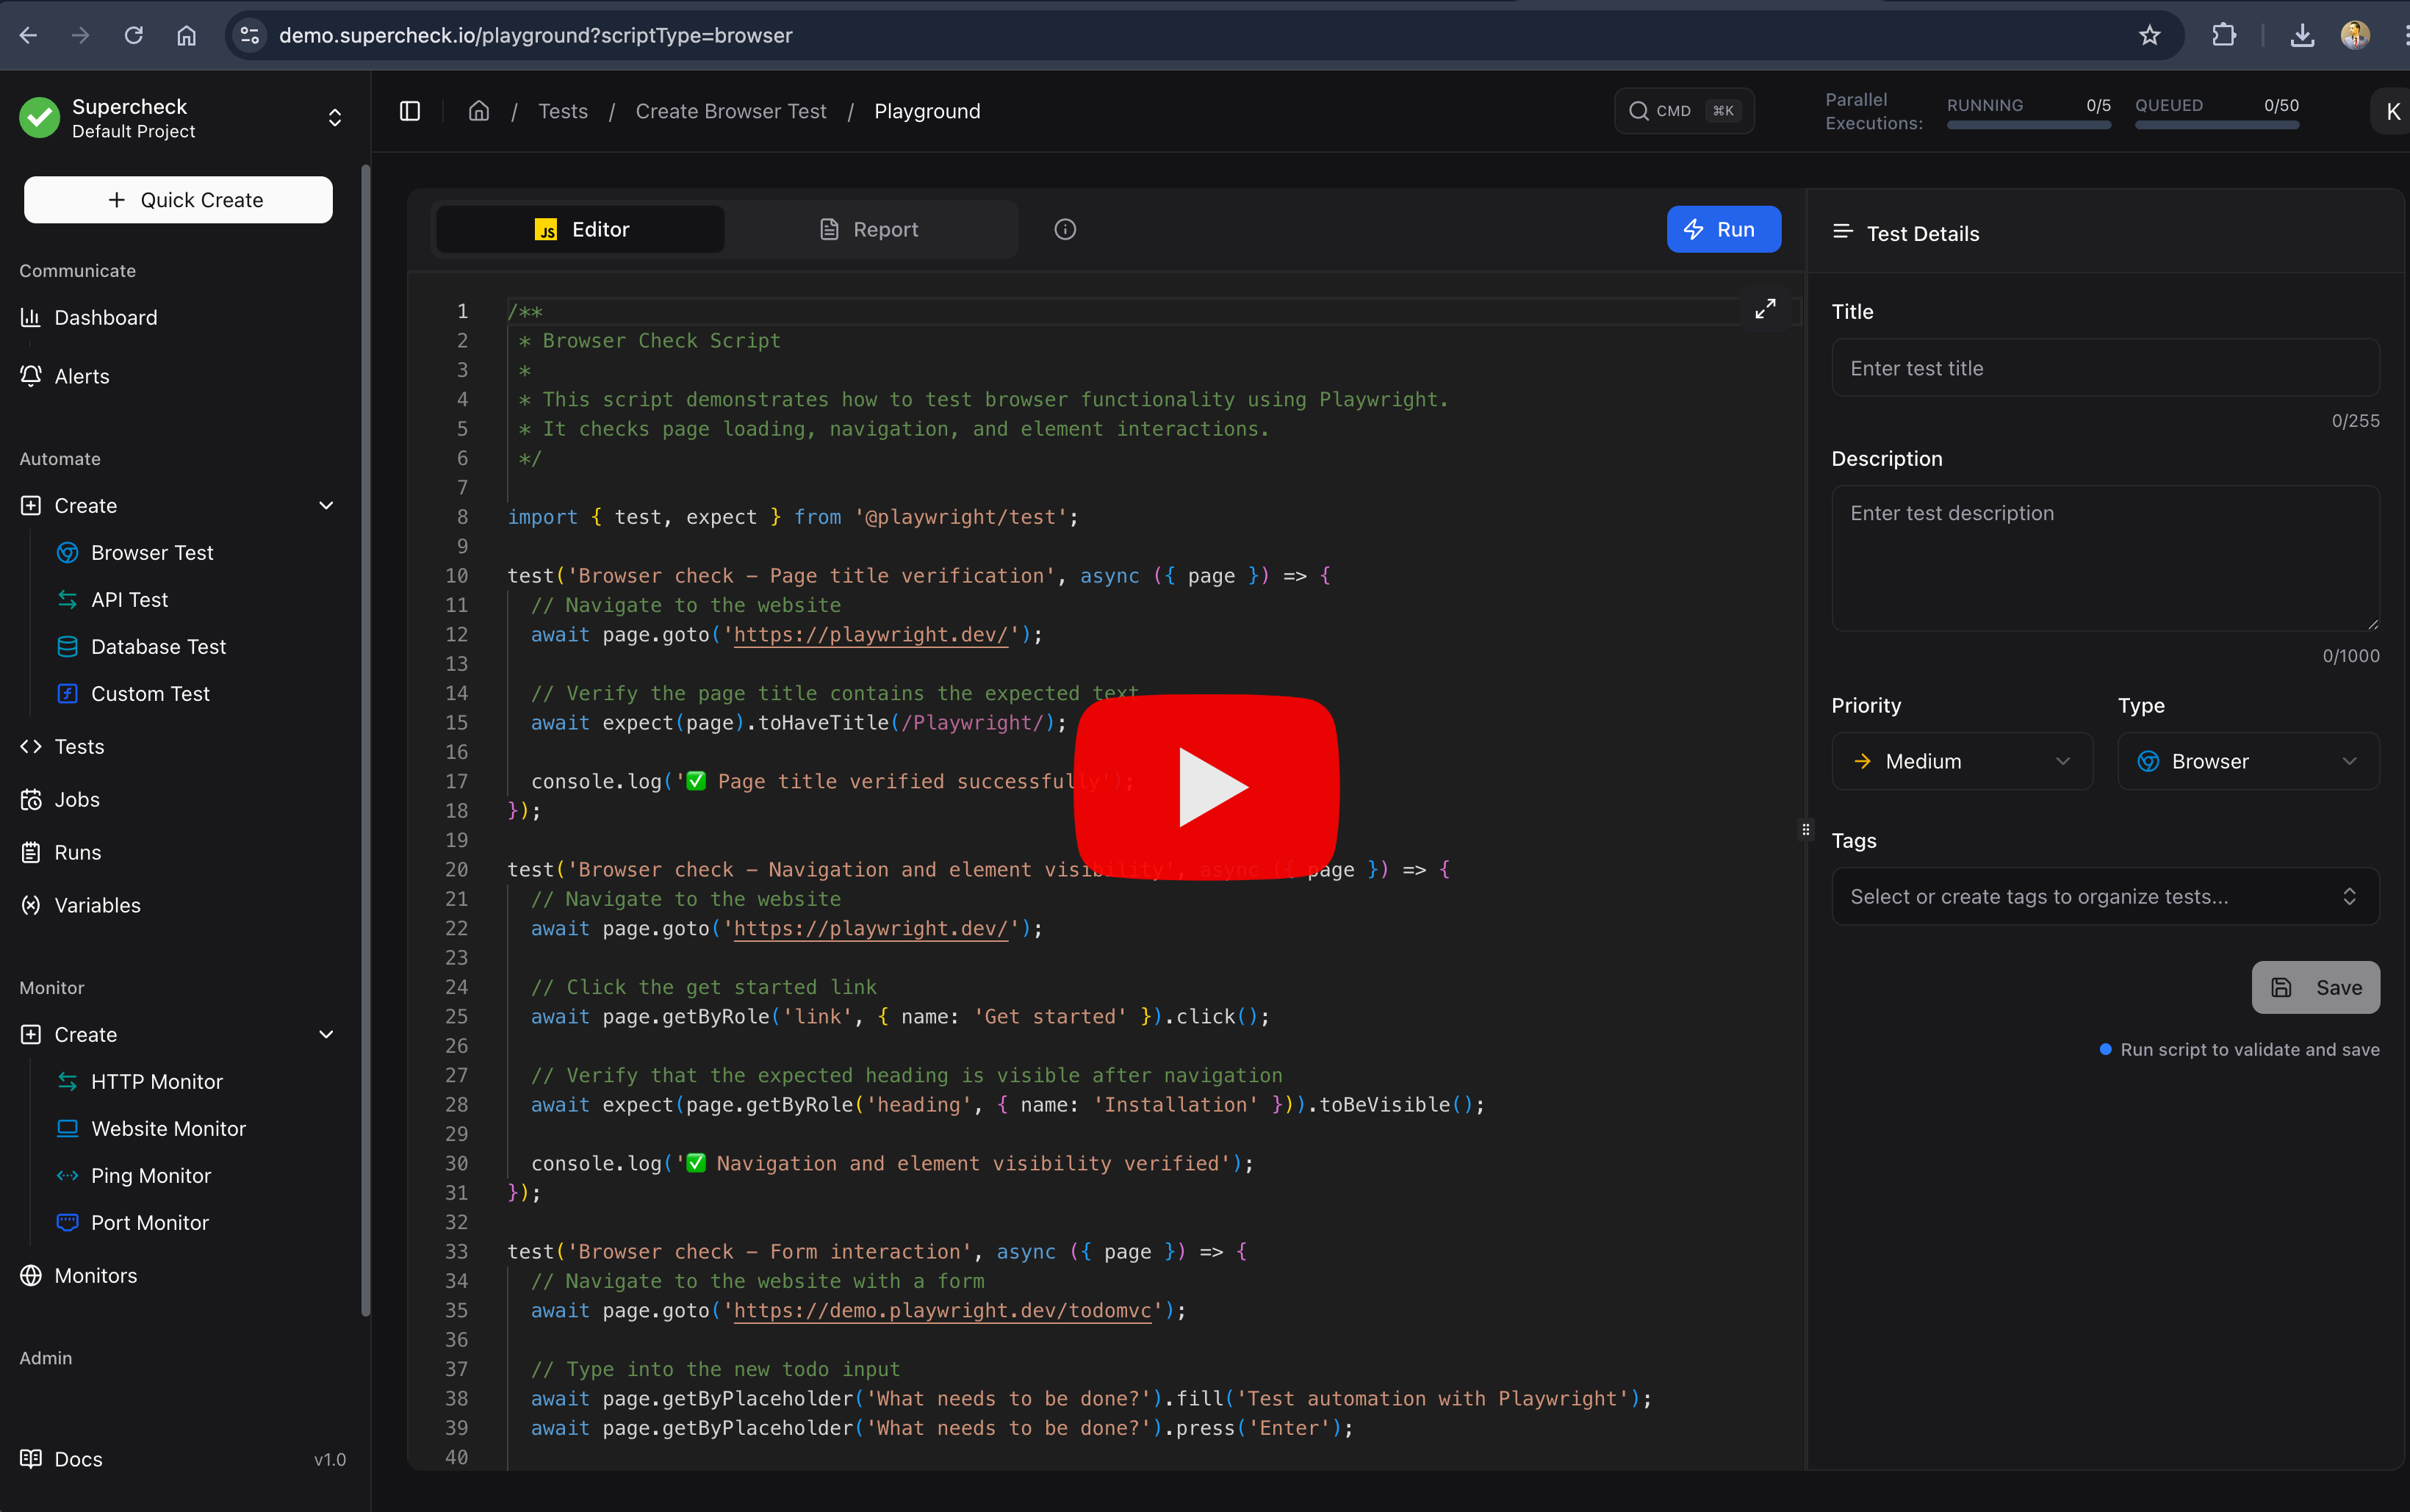 demo.supercheck.io/playground?scriptType=browser
Supercheck
Default Project
Quick Create
Communicate
Dashboard
Alerts
Automate
Create
Browser Test
API Test
Database Test
Custom Test
Tests
Jobs
Runs
Variables
Monitor
Create
HTTP Monitor
Website Monitor
Ping Monitor
Port Monitor
Monitors
Admin
Docs v1.0
/ Tests / Create Browser Test / Playground
CMD ⌘K
Parallel
Executions:
RUNNING 0/5
QUEUED 0/50
K
JS Editor
Report
Run
1 /**
2 * Browser Check Script
3 *
4 * This script demonstrates how to test browser functionality using Playwright.
5 * It checks page loading, navigation, and element interactions.
6 */
7
8 import { test, expect } from '@playwright/test';
9
10 test('Browser check – Page title verification', async ({ page }) => {
11 // Navigate to the website
12 await page.goto('https://playwright.dev/');
13
14 // Verify the page title contains the expected text
15 await expect(page).toHaveTitle(/Playwright/);
16
17 console.log('✅ Page title verified successfully');
18 });
19
20 test('Browser check – Navigation and element visibility', async ({ page }) => {
21 // Navigate to the website
22 await page.goto('https://playwright.dev/');
23
24 // Click the get started link
25 await page.getByRole('link', { name: 'Get started' }).click();
26
27 // Verify that the expected heading is visible after navigation
28 await expect(page.getByRole('heading', { name: 'Installation' })).toBeVisible();
29
30 console.log('✅ Navigation and element visibility verified');
31 });
32
33 test('Browser check – Form interaction', async ({ page }) => {
34 // Navigate to the website with a form
35 await page.goto('https://demo.playwright.dev/todomvc');
36
37 // Type into the new todo input
38 await page.getByPlaceholder('What needs to be done?').fill('Test automation with Playwright');
39 await page.getByPlaceholder('What needs to be done?').press('Enter');
40
Test Details
Title
Enter test title
0/255
Description
Enter test description
0/1000
Priority
Medium
Type
Browser
Tags
Select or create tags to organize tests...
Save
Run script to validate and save